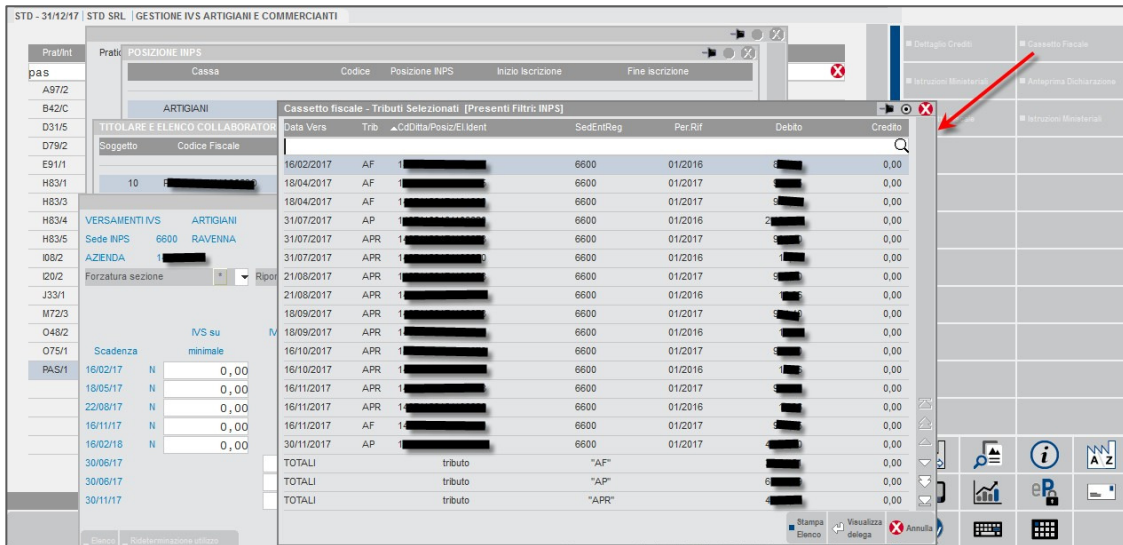 STD - 31/12/17 STD SRL GESTIONE IVS ARTIGIANI E COMMERCIANTI
Prat/Int
pas
A97/2
B42/C
D31/5
D79/2
E91/1
H83/1
H83/3
H83/4
H83/5
I08/2
I20/2
J33/1
M72/3
O48/2
O75/1
PAS/1
POSIZIONE INPS
Cassa Codice Posizione INPS Inizio Iscrizione Fine iscrizione
ARTIGIANI
TITOLARE E ELENCO COLLABORATOR
Soggetto Codice Fiscale
10
VERSAMENTI IVS ARTIGIANI
Sede INPS 6600 RAVENNA
AZIENDA
Forzatura sezione *
IVS su
Scadenza minimale
16/02/17 N 0,00
18/05/17 N 0,00
22/08/17 N 0,00
16/11/17 N 0,00
16/02/18 N 0,00
30/06/17
30/06/17
30/11/17
Elenco Rideterminazione utilizzo
Cassetto fiscale - Tributi Selezionati [Presenti Filtri: INPS]
Data Vers Trib CdDitta/Posiz/El.Ident SedEntReg Per.Rif Debito Credito
16/02/2017 AF 6600 01/2016 0,00
18/04/2017 AF 6600 01/2017 0,00
18/04/2017 AF 6600 01/2017 0,00
31/07/2017 AP 6600 01/2016 0,00
31/07/2017 APR 6600 01/2017 0,00
31/07/2017 APR 6600 01/2016 0,00
21/08/2017 APR 6600 01/2017 0,00
21/08/2017 APR 6600 01/2016 0,00
18/09/2017 APR 6600 01/2017 0,00
18/09/2017 APR 6600 01/2016 0,00
16/10/2017 APR 6600 01/2017 0,00
16/10/2017 APR 6600 01/2016 0,00
16/11/2017 APR 6600 01/2017 0,00
16/11/2017 APR 6600 01/2016 0,00
16/11/2017 AF 6600 01/2017 0,00
30/11/2017 AP 6600 01/2017 0,00
TOTALI tributo "AF" 0,00
TOTALI tributo "AP" 0,00
TOTALI tributo "APR" 0,00
Stampa Elenco
Visualizza delega
Annulla
Dettaglio Crediti
Cassetto Fiscale
Istruzioni Ministeriali
Anteprima Dichiarazione
Istruzioni Ministeriali
A Z